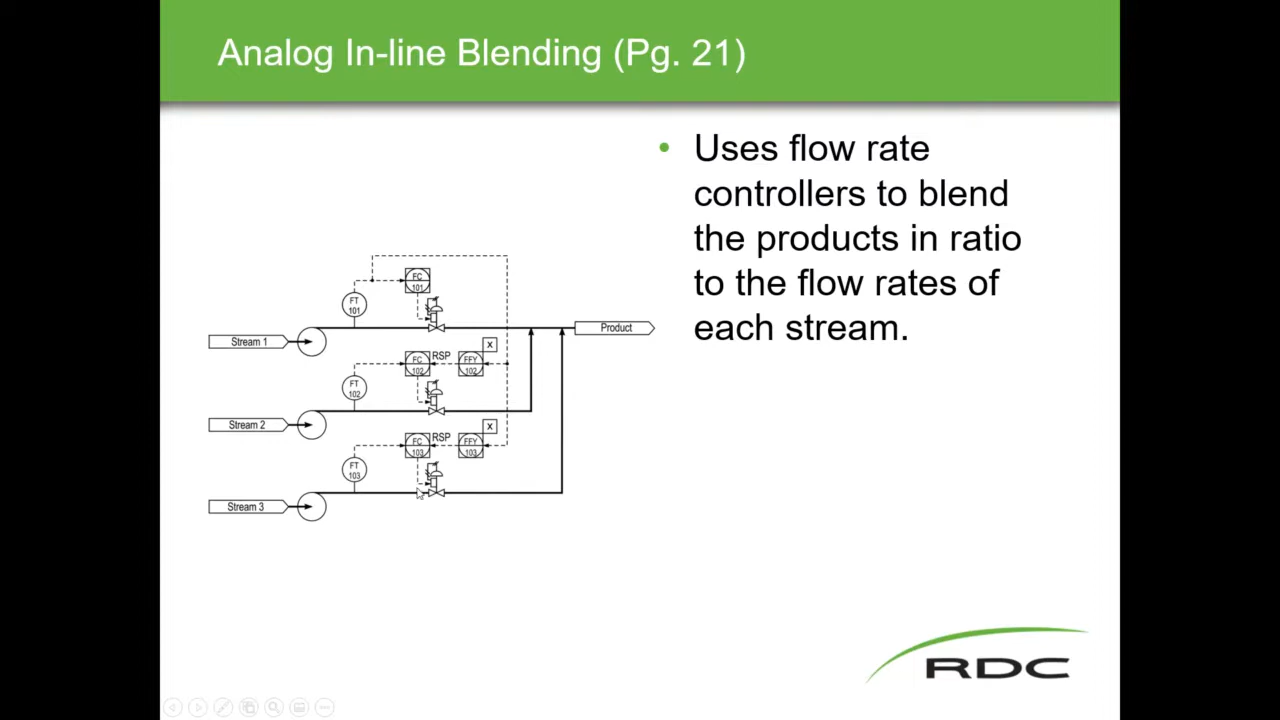 Analog In-line Blending (Pg. 21)
• Uses flow rate
controllers to blend
the products in ratio
to the flow rates of
each stream.
FC
101
FT
101
Stream 1
Product
X
FC
102
RSP
FFY
102
FT
102
Stream 2
X
FC
103
RSP
FFY
103
FT
103
Stream 3
RDC